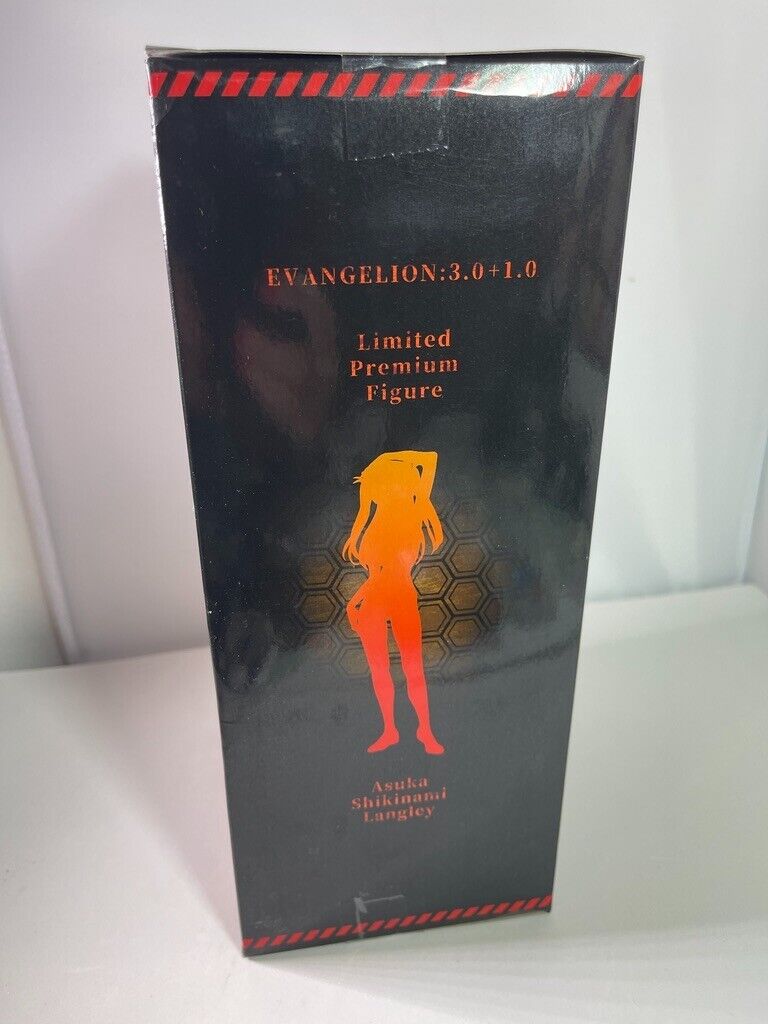 EVANGELION:3.0+1.0
Limited
Premium
Figure
Asuka
Shikinami
Langley